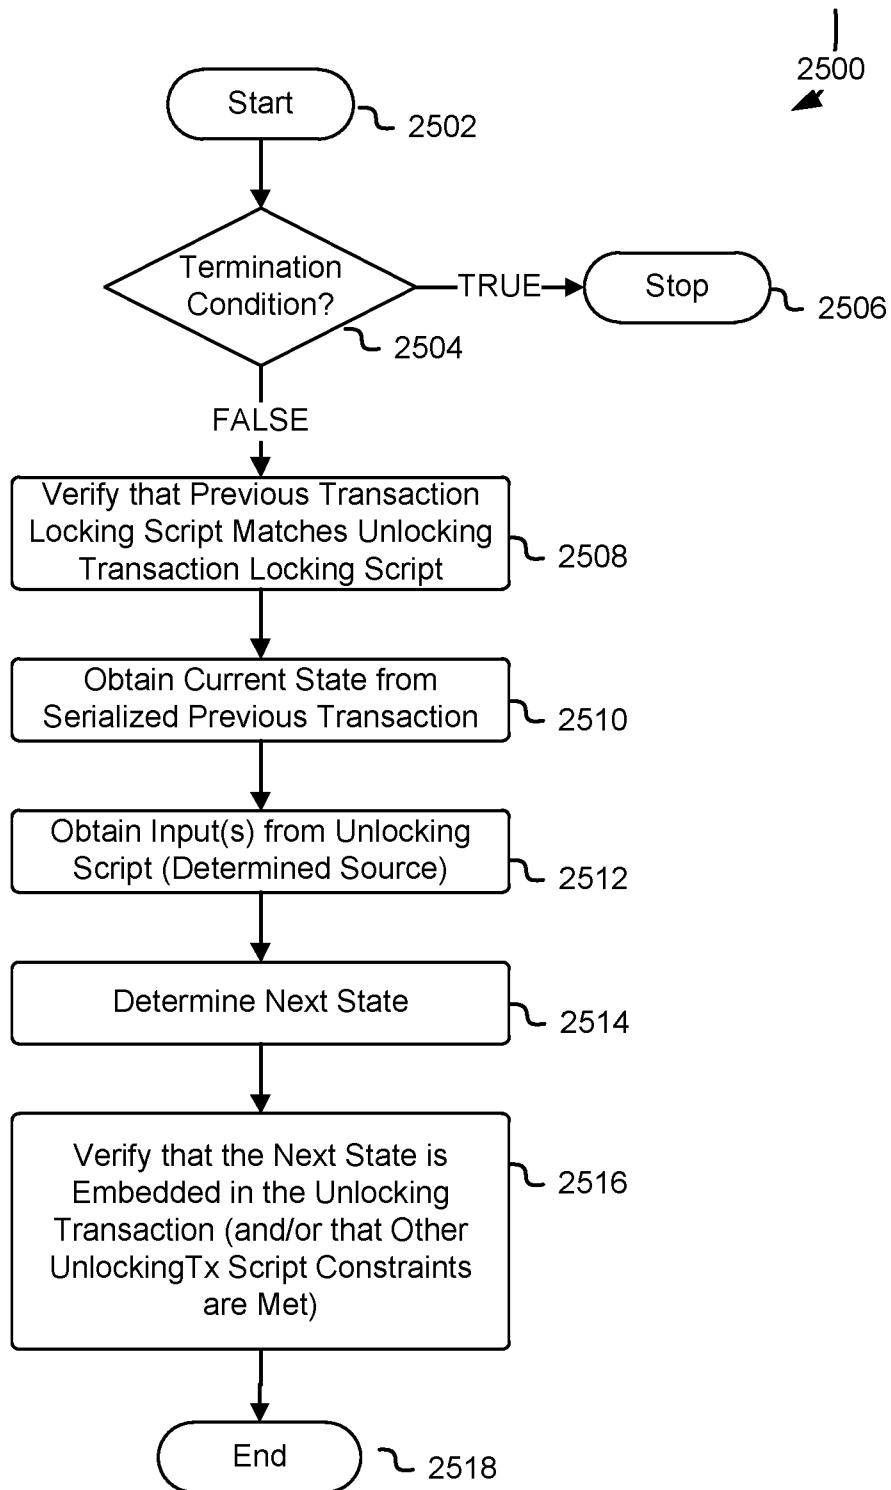 2500
Start
2502
Termination
Condition?
TRUE
Stop
2506
2504
FALSE
Verify that Previous Transaction
Locking Script Matches Unlocking
Transaction Locking Script
2508
Obtain Current State from
Serialized Previous Transaction
2510
Obtain Input(s) from Unlocking
Script (Determined Source)
2512
Determine Next State
2514
Verify that the Next State is
Embedded in the Unlocking
Transaction (and/or that Other
UnlockingTx Script Constraints
are Met)
2516
End
2518